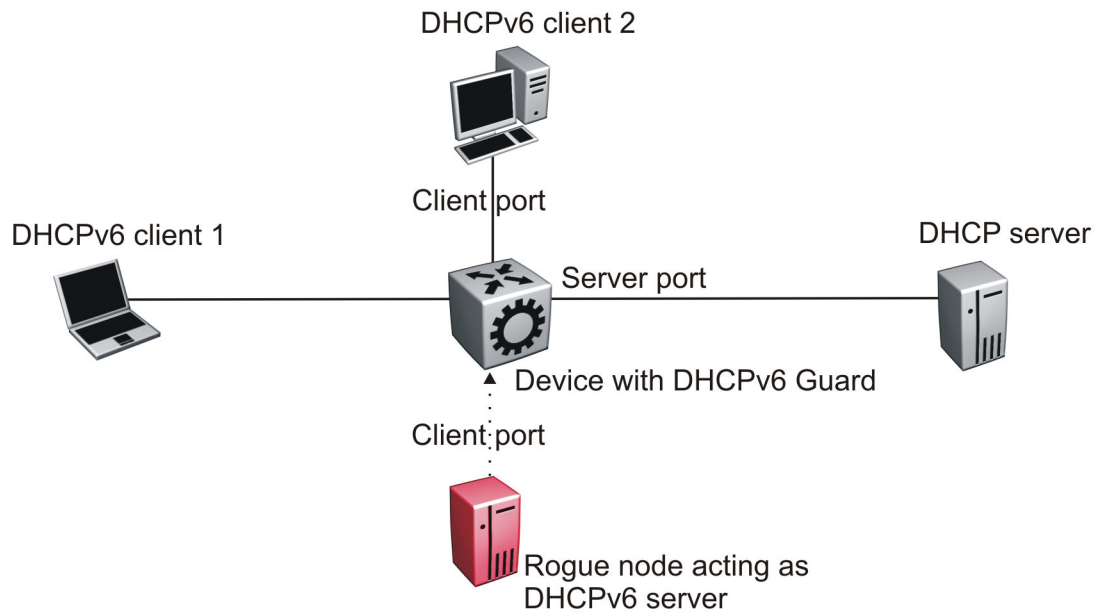 DHCPv6 client 2
Client port
DHCPv6 client 1
DHCP server
Server port
Device with DHCPv6 Guard
Client port
Rogue node acting as
DHCPv6 server